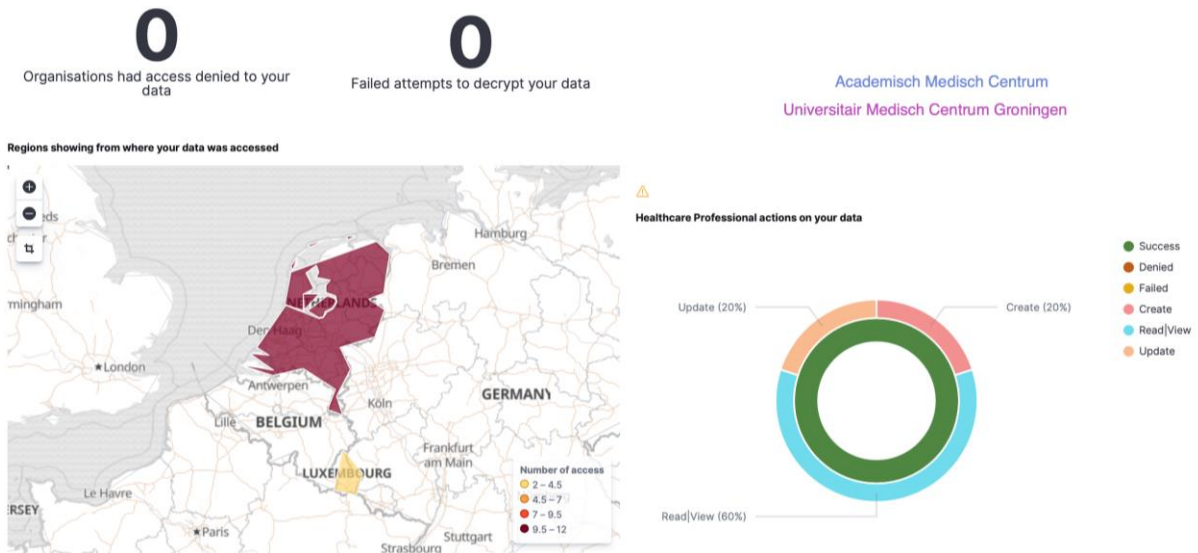 0
Organisations had access denied to your
data
0
Failed attempts to decrypt your data
Academisch Medisch Centrum
Universitair Medisch Centrum Groningen
Regions showing from where your data was accessed
Hamburg
Bremen
NETHERLANDS
Den Haag
London
Antwerpen
Köln
GERMANY
Lille
BELGIUM
Frankfurt
am Main
LUXEMBOURG
Le Havre
Paris
Stuttgart
Strasbourg
Number of access
2 – 4.5
4.5 – 7
7 – 9.5
9.5 – 12
Healthcare Professional actions on your data
Update (20%)
Create (20%)
Read|View (60%)
Success
Denied
Failed
Create
Read|View
Update